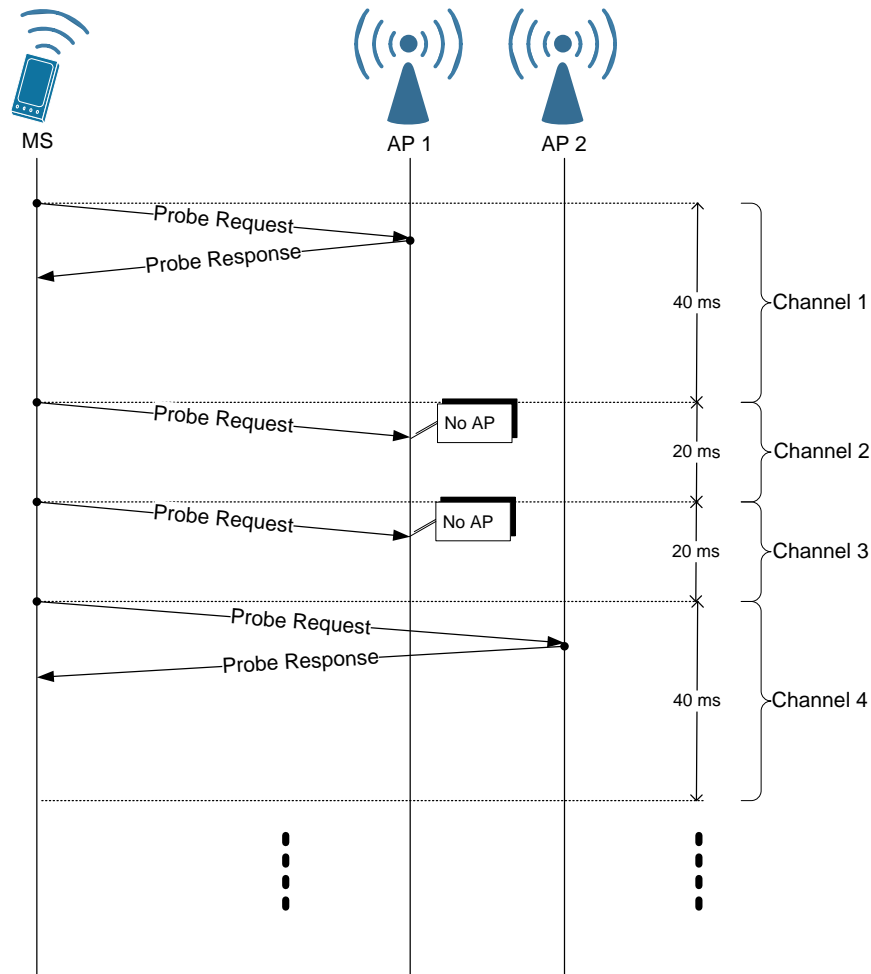 MS
AP 1
AP 2
Probe Request
Probe Response
40 ms
Channel 1
Probe Request
No AP
20 ms
Channel 2
Probe Request
No AP
20 ms
Channel 3
Probe Request
Probe Response
40 ms
Channel 4